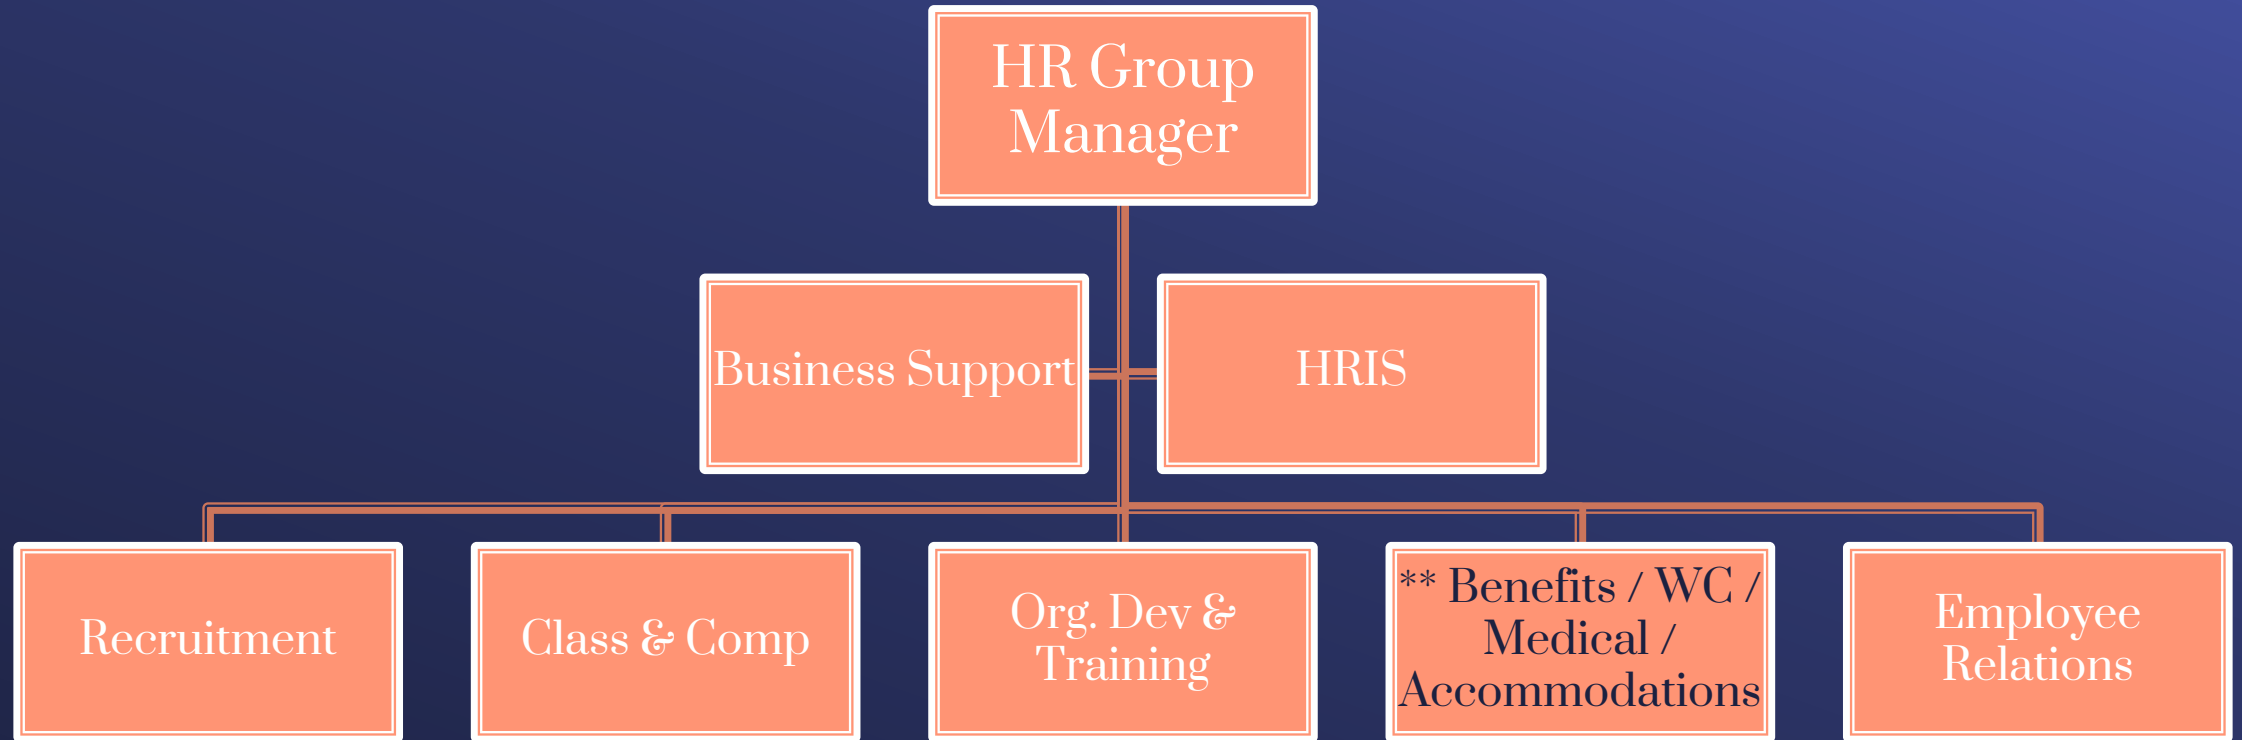 HR Group
Manager
Business Support
HRIS
Recruitment
Class & Comp
Org. Dev &
Training
** Benefits / WC /
Medical /
Accommodations
Employee
Relations